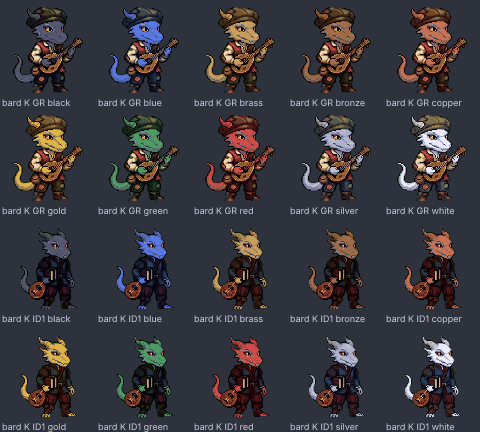 bard K GR black
bard K GR blue
bard K GR brass
bard K GR bronze
bard K GR copper
bard K GR gold
bard K GR green
bard K GR red
bard K GR silver
bard K GR white
bard K ID1 black
bard K ID1 blue
bard K ID1 brass
bard K ID1 bronze
bard K ID1 copper
bard K ID1 gold
bard K ID1 green
bard K ID1 red
bard K ID1 silver
bard K ID1 white